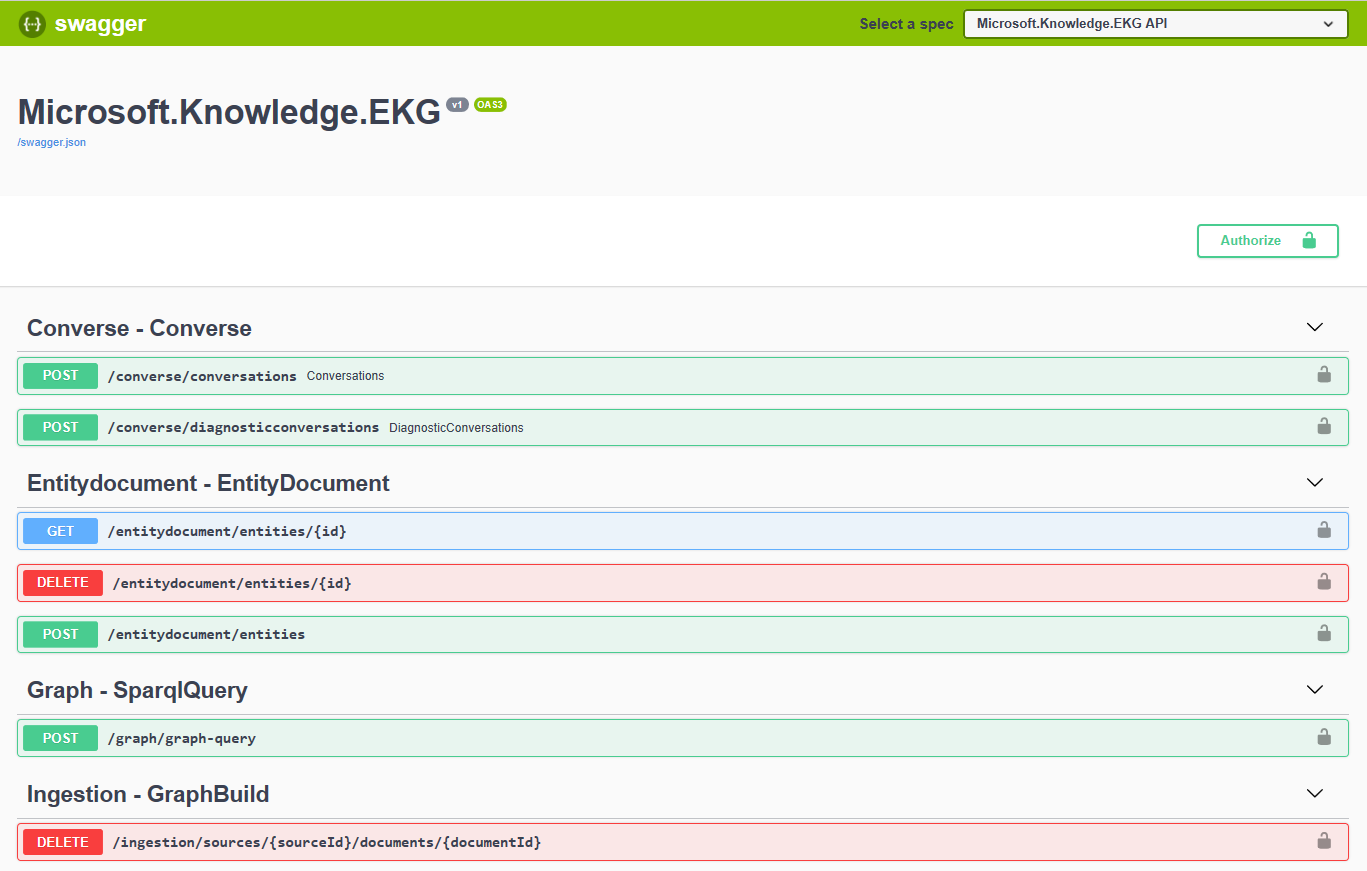 swagger
Select a spec Microsoft.Knowledge.EKG API
Microsoft.Knowledge.EKG v1 OAS3
/swagger.json
Authorize
Converse - Converse
POST /converse/conversations Conversations
POST /converse/diagnosticconversations DiagnosticConversations
Entitydocument - EntityDocument
GET /entitydocument/entities/{id}
DELETE /entitydocument/entities/{id}
POST /entitydocument/entities
Graph - SparqlQuery
POST /graph/graph-query
Ingestion - GraphBuild
DELETE /ingestion/sources/{sourceId}/documents/{documentId}